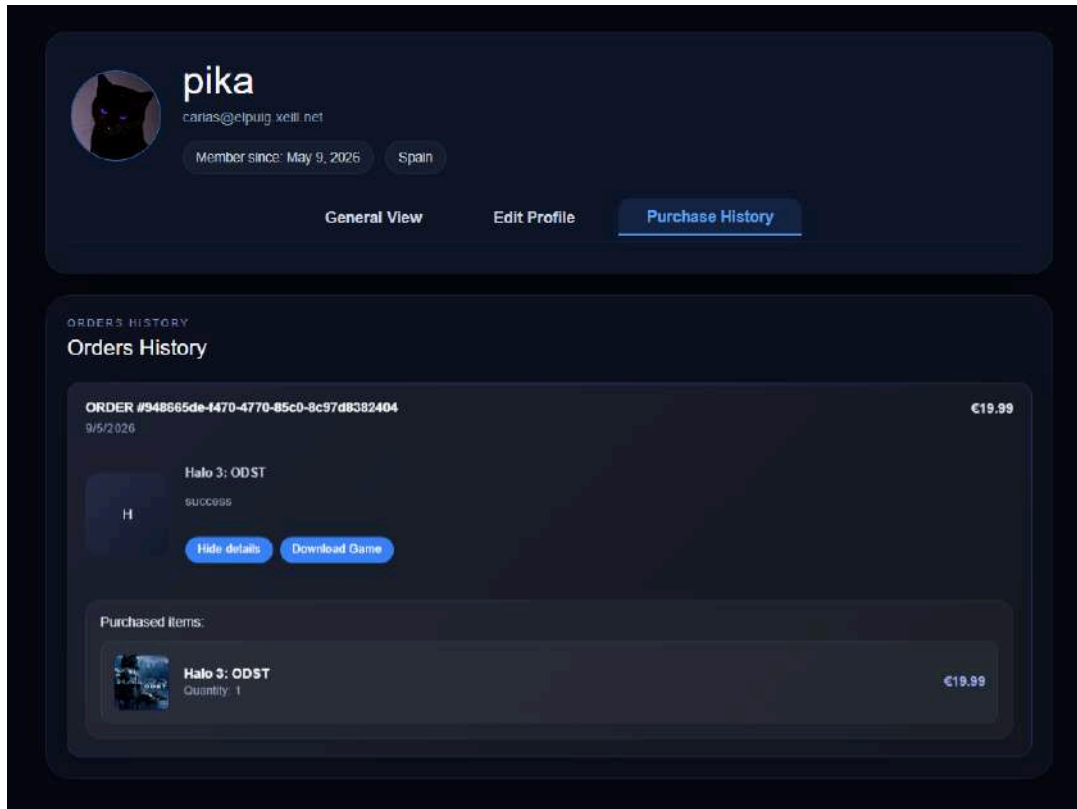 pika
carias@elpuig.xeill.net
Member since: May 9, 2026
Spain
General View
Edit Profile
Purchase History
ORDERS HISTORY
Orders History
ORDER #948665de-f470-4770-85c0-8c97d8382404
€19.99
9/5/2026
Halo 3: ODST
H
success
Hide details
Download Game
Purchased items:
Halo 3: ODST
Quantity: 1
€19.99